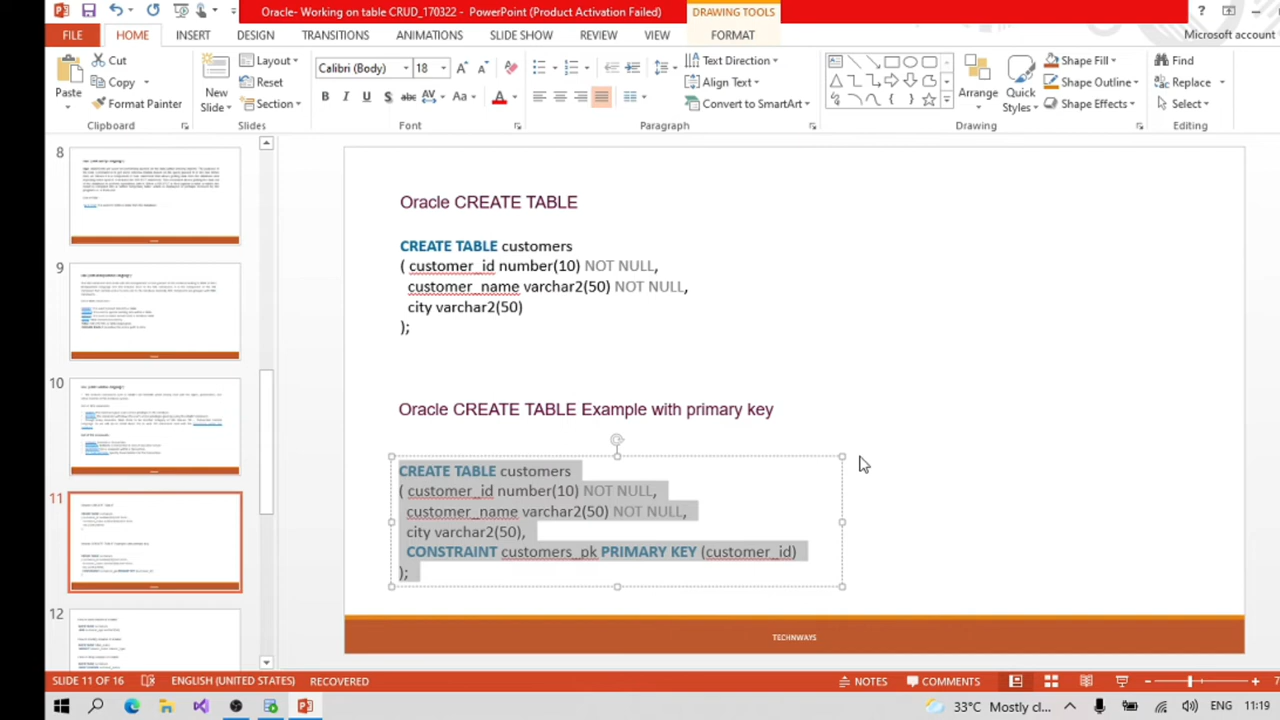 Oracle- Working on table CRUD_170322 - PowerPoint (Product Activation Failed)
DRAWING TOOLS
FILE HOME INSERT DESIGN TRANSITIONS ANIMATIONS SLIDE SHOW REVIEW VIEW FORMAT
Microsoft account
Paste
Cut
Copy
Format Painter
Clipboard
New Slide
Layout
Reset
Section
Slides
Calibri (Body) 18
Font
Text Direction
Align Text
Convert to SmartArt
Paragraph
Arrange
Quick Styles
Shape Fill
Shape Outline
Shape Effects
Drawing
Find
Replace
Select
Editing
8
9
10
11
12
Oracle CREATE TABLE
CREATE TABLE customers
( customer_id number(10) NOT NULL,
customer_name varchar2(50) NOT NULL,
city varchar2(50)
);
Oracle CREATE TABLE Example with primary key
CREATE TABLE customers
( customer_id number(10) NOT NULL,
customer_name varchar2(50) NOT NULL,
city varchar2(50),
CONSTRAINT customers_pk PRIMARY KEY (customer_id)
);
TECHNWAYS
SLIDE 11 OF 16 ENGLISH (UNITED STATES) RECOVERED NOTES COMMENTS
33°C Mostly cl... ENG 11:19